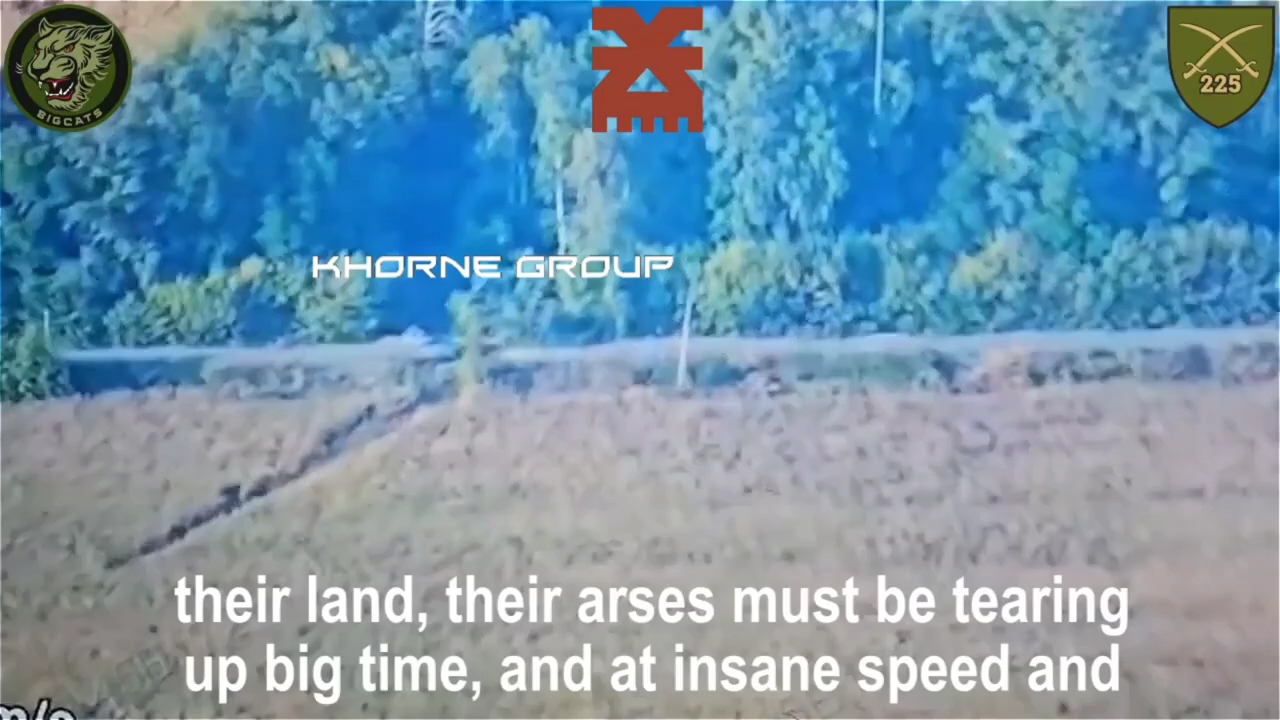 BIGCATS
225
KHORNE GROUP
their land, their arses must be tearing
up big time, and at insane speed and
m/s